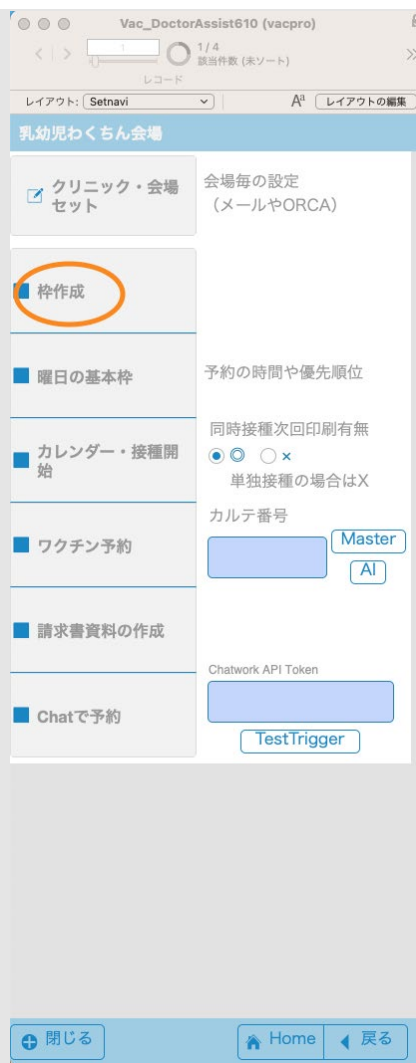 Vac_DoctorAssist610 (vacpro)
1
1 / 4
該当件数 (未ソート)
レコード
レイアウト: Setnavi
Aª レイアウトの編集
乳幼児わくちん会場
クリニック・会場
セット
会場毎の設定
（メールやORCA）
枠作成
曜日の基本枠
予約の時間や優先順位
カレンダー・接種開
始
同時接種次回印刷有無
◎ ×
単独接種の場合はX
ワクチン予約
カルテ番号
Master
AI
請求書資料の作成
Chatで予約
Chatwork API Token
TestTrigger
閉じる
Home
戻る